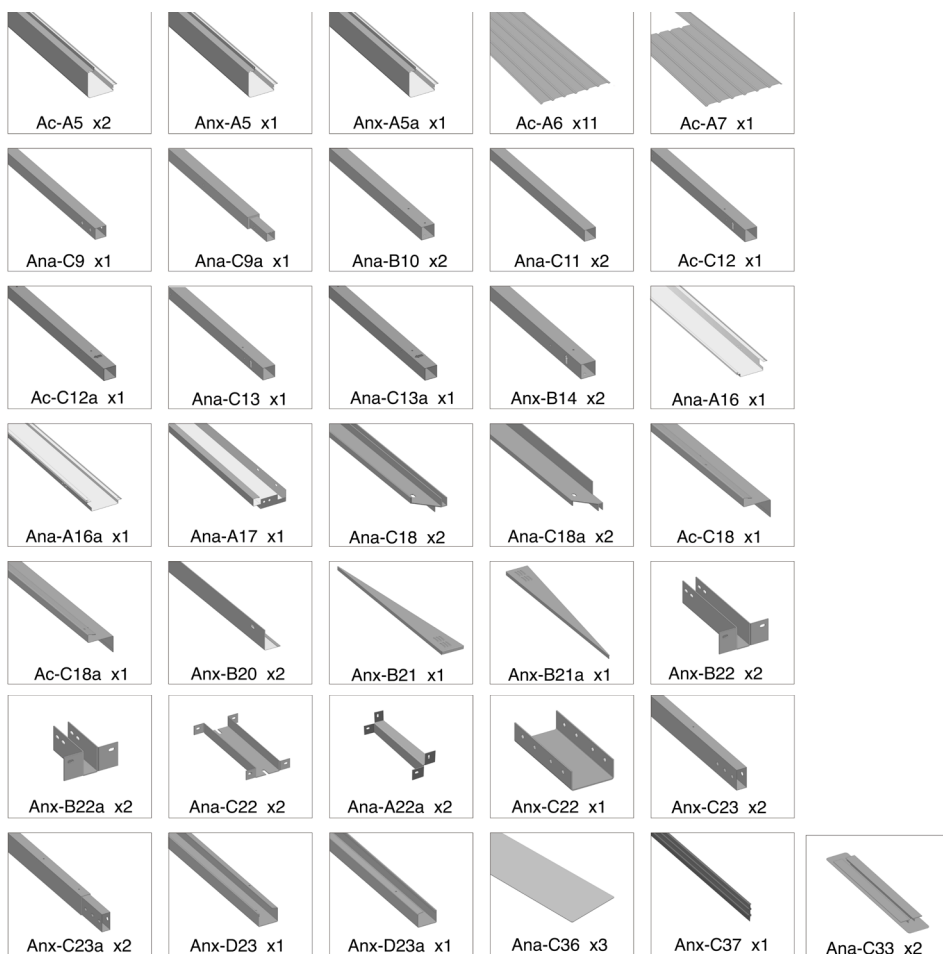 Ac-A5 x2
Anx-A5 x1
Anx-A5a x1
Ac-A6 x11
Ac-A7 x1
Ana-C9 x1
Ana-C9a x1
Ana-B10 x2
Ana-C11 x2
Ac-C12 x1
Ac-C12a x1
Ana-C13 x1
Ana-C13a x1
Anx-B14 x2
Ana-A16 x1
Ana-A16a x1
Ana-A17 x1
Ana-C18 x2
Ana-C18a x2
Ac-C18 x1
Ac-C18a x1
Anx-B20 x2
Anx-B21 x1
Anx-B21a x1
Anx-B22 x2
Anx-B22a x2
Ana-C22 x2
Ana-A22a x2
Anx-C22 x1
Anx-C23 x2
Anx-C23a x2
Anx-D23 x1
Anx-D23a x1
Ana-C36 x3
Anx-C37 x1
Ana-C33 x2